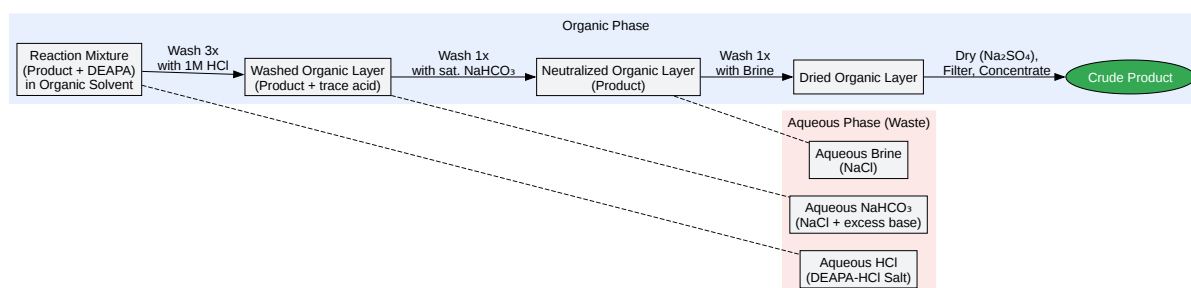 Organic Phase
Reaction Mixture
(Product + DEAPA)
in Organic Solvent
Wash 3x
with 1M HCl
Washed Organic Layer
(Product + trace acid)
Wash 1x
with sat. NaHCO₃
Neutralized Organic Layer
(Product)
Wash 1x
with Brine
Dried Organic Layer
Dry (Na₂SO₄),
Filter, Concentrate
Crude Product
Aqueous Phase (Waste)
Aqueous Brine
(NaCl)
Aqueous NaHCO₃
(NaCl + excess base)
Aqueous HCl
(DEAPA-HCl Salt)